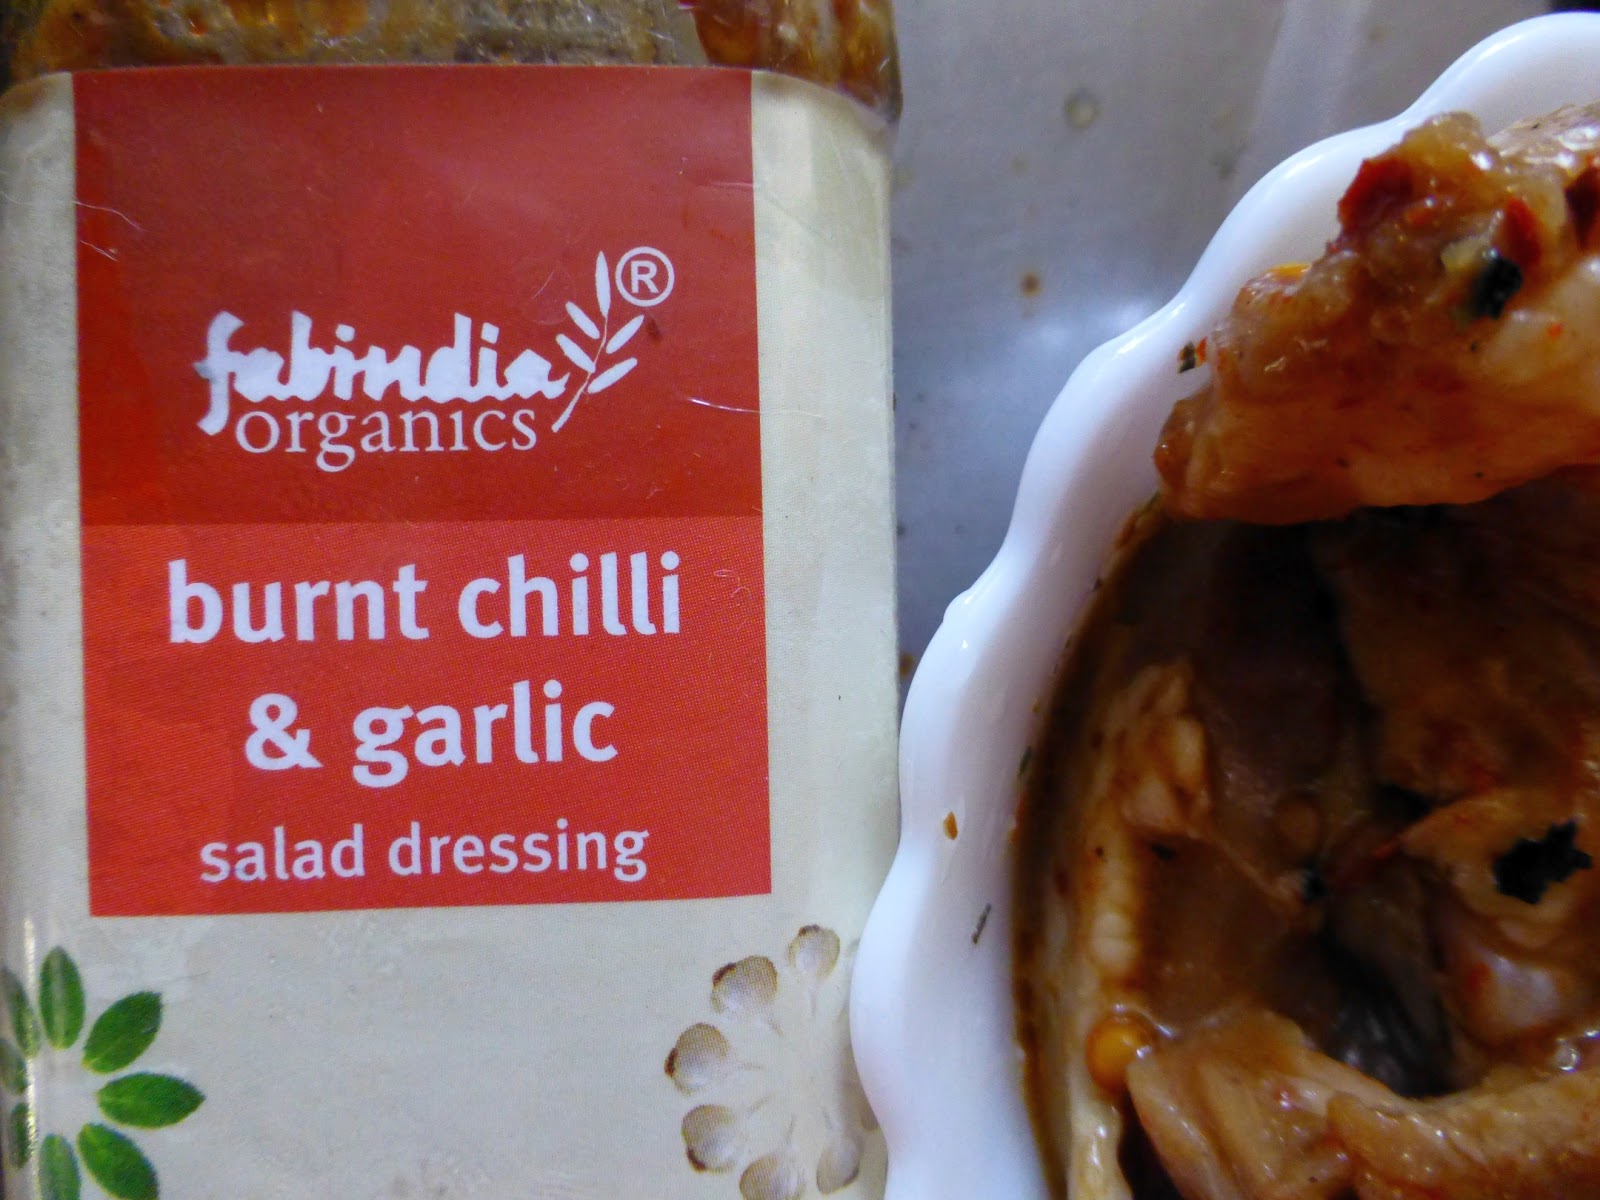 fabindia ®
organics
burnt chilli
& garlic
salad dressing